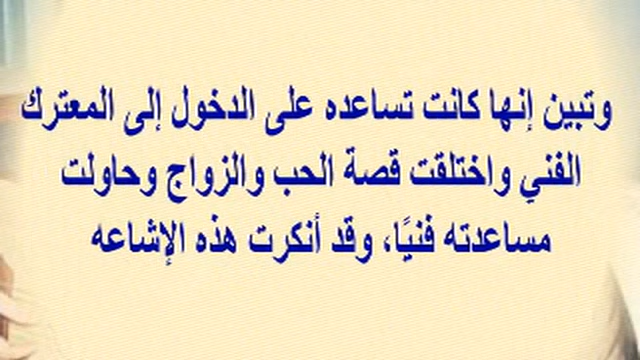 وتبين إنها كانت تساعده على الدخول إلى المعترك
الفني واختلقت قصة الحب والزواج وحاولت
مساعدته فنيًا، وقد أنكرت هذه الإشاعه